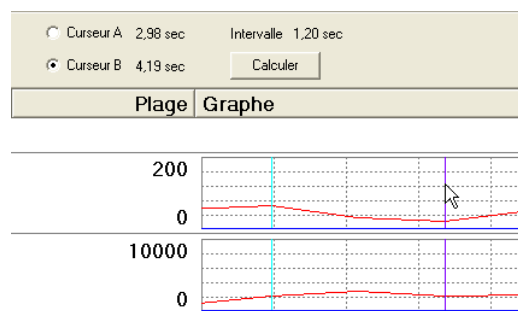 Curseur A 2,98 sec Intervalle 1,20 sec
Curseur B 4,19 sec Calculer
Plage Graphe
200
0
10000
0